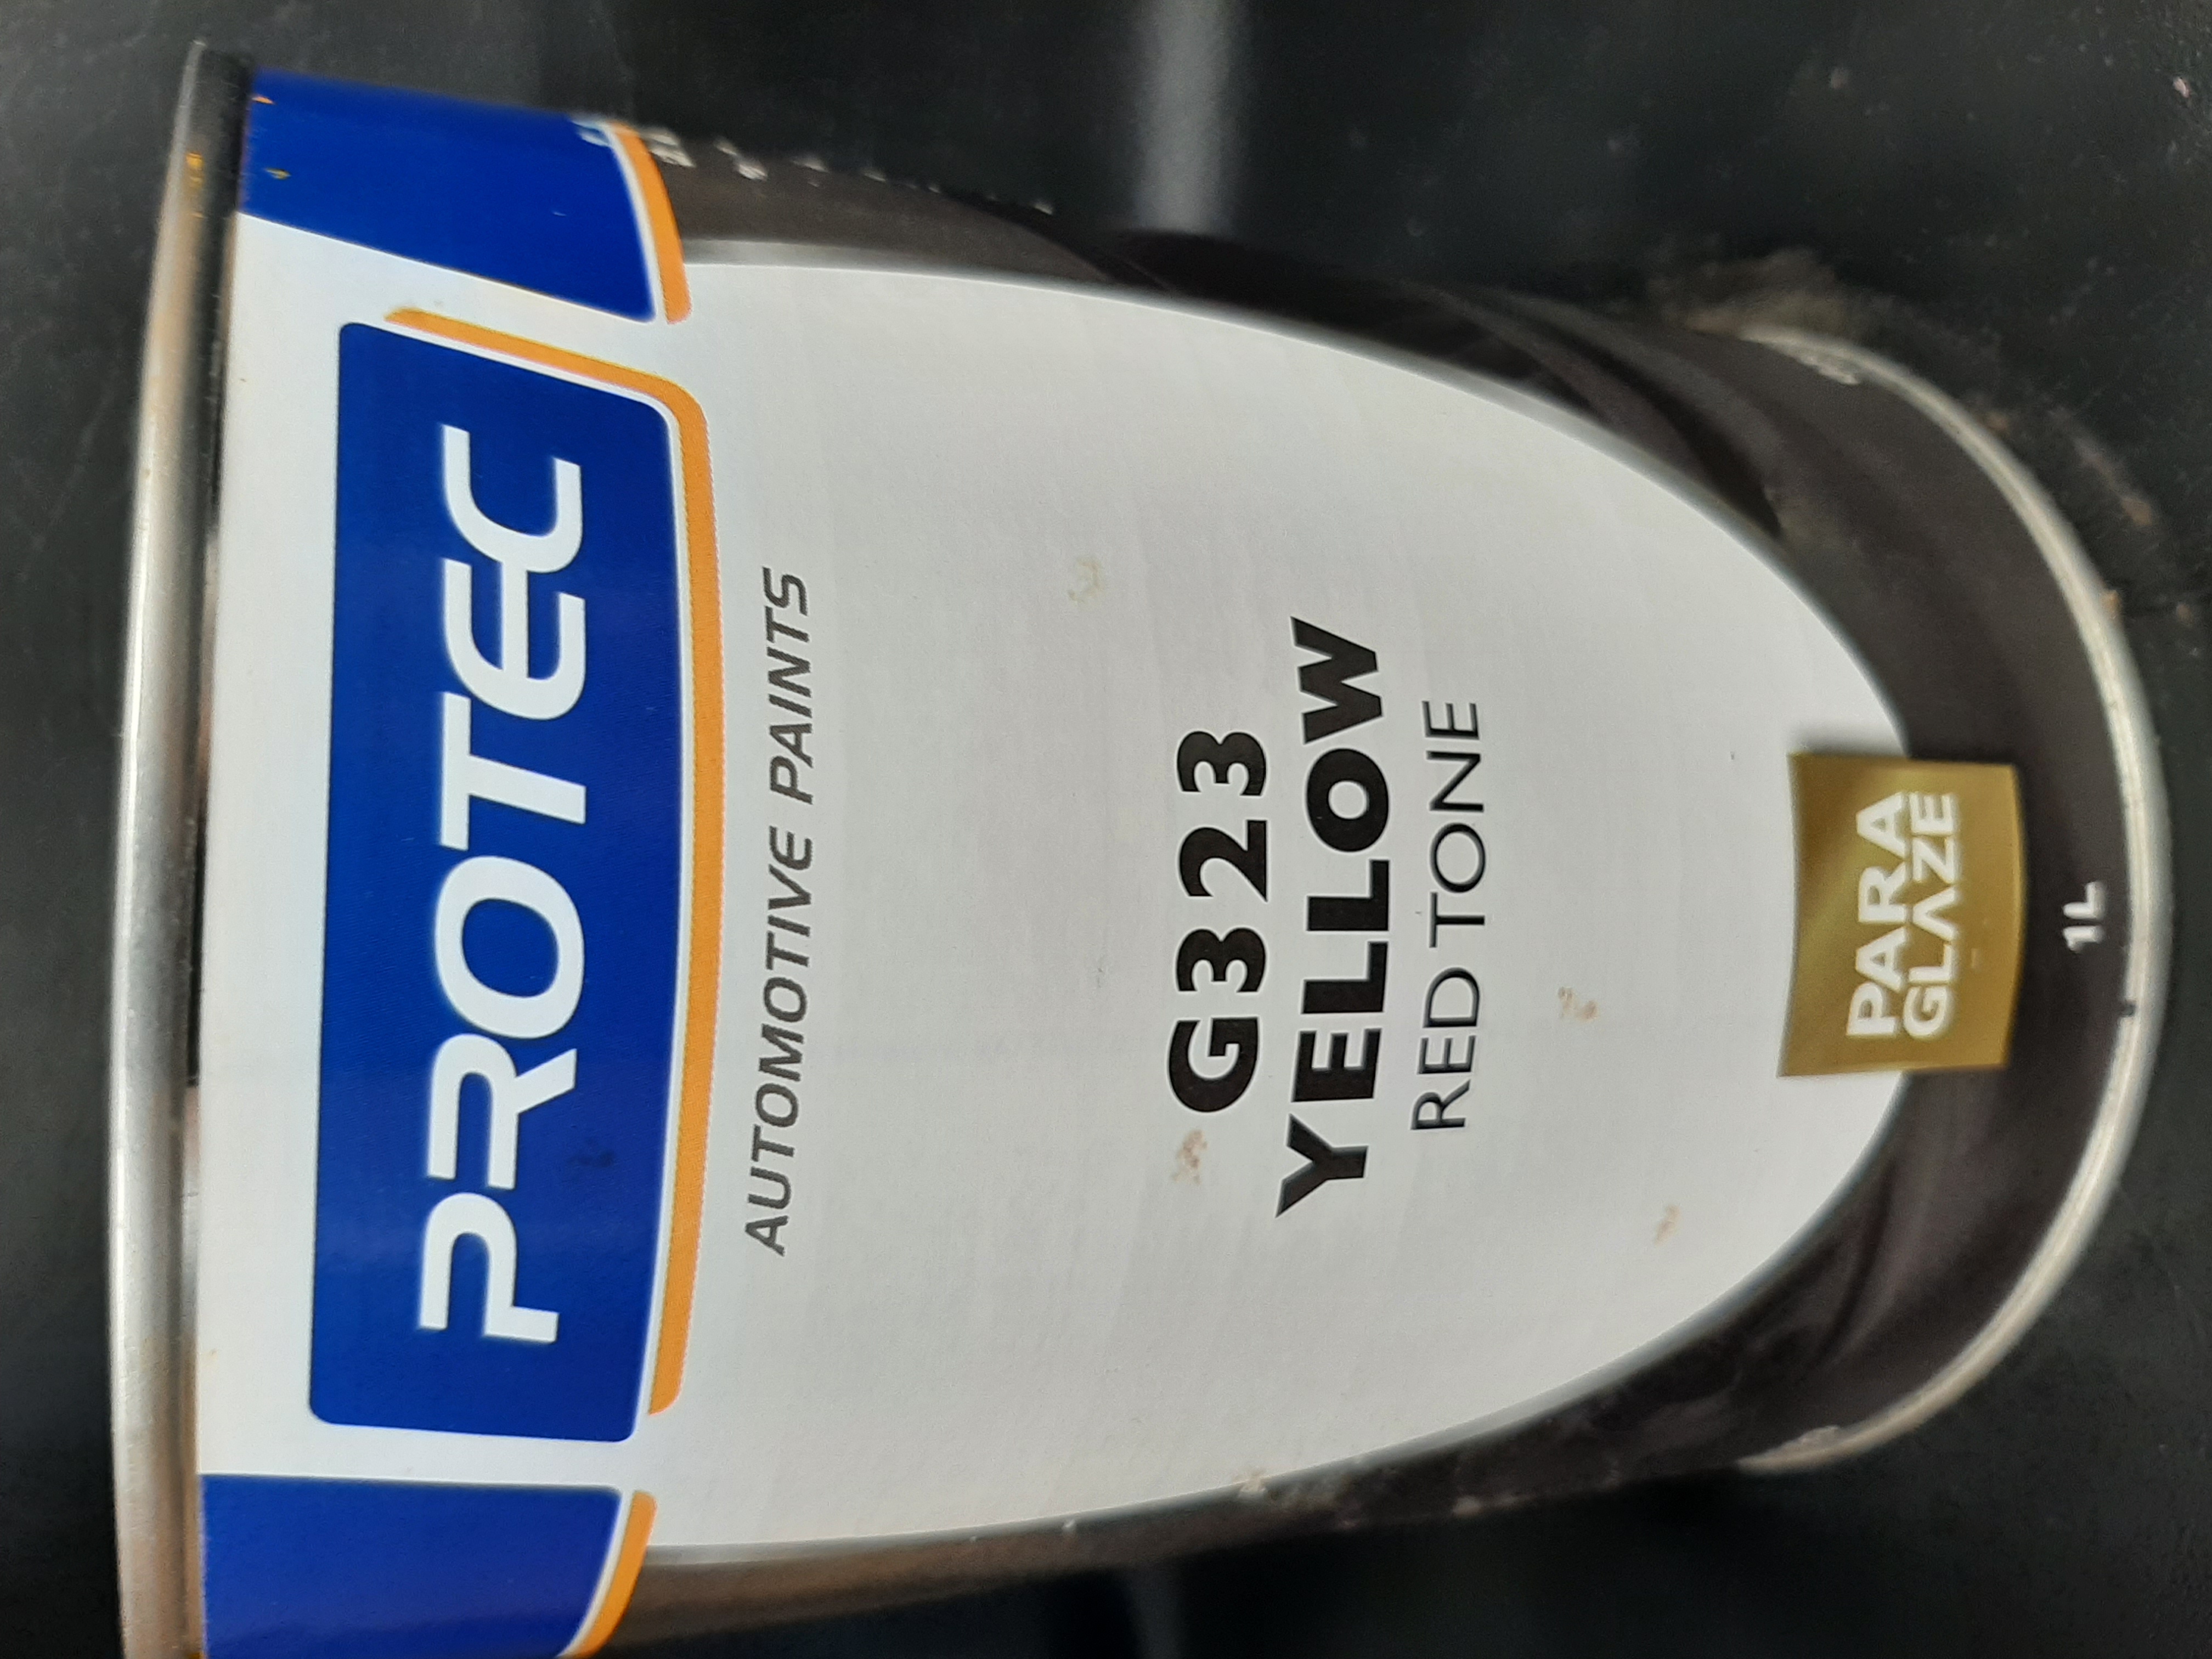 PROTEC
AUTOMOTIVE PAINTS
G323
YELLOW
RED TONE
PARA
GLAZE
1L